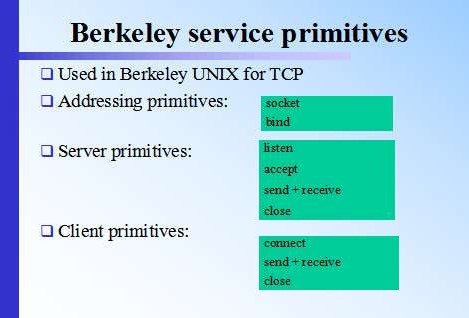 Berkeley service primitives
Used in Berkeley UNIX for TCP
Addressing primitives:
socket
bind
Server primitives:
listen
accept
send + receive
close
Client primitives:
connect
send + receive
close